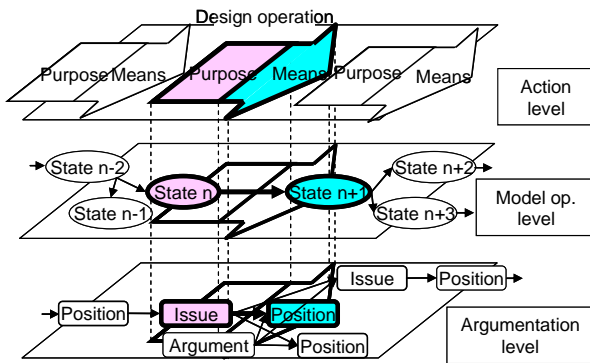 Design operation
Purpose Means Purpose Means Purpose Means
Action
level
State n-2
State n
State n+1
State n+2
State n-1
State n+3
Model op.
level
Issue Position
Position Issue Position
Argument Position
Argumentation
level